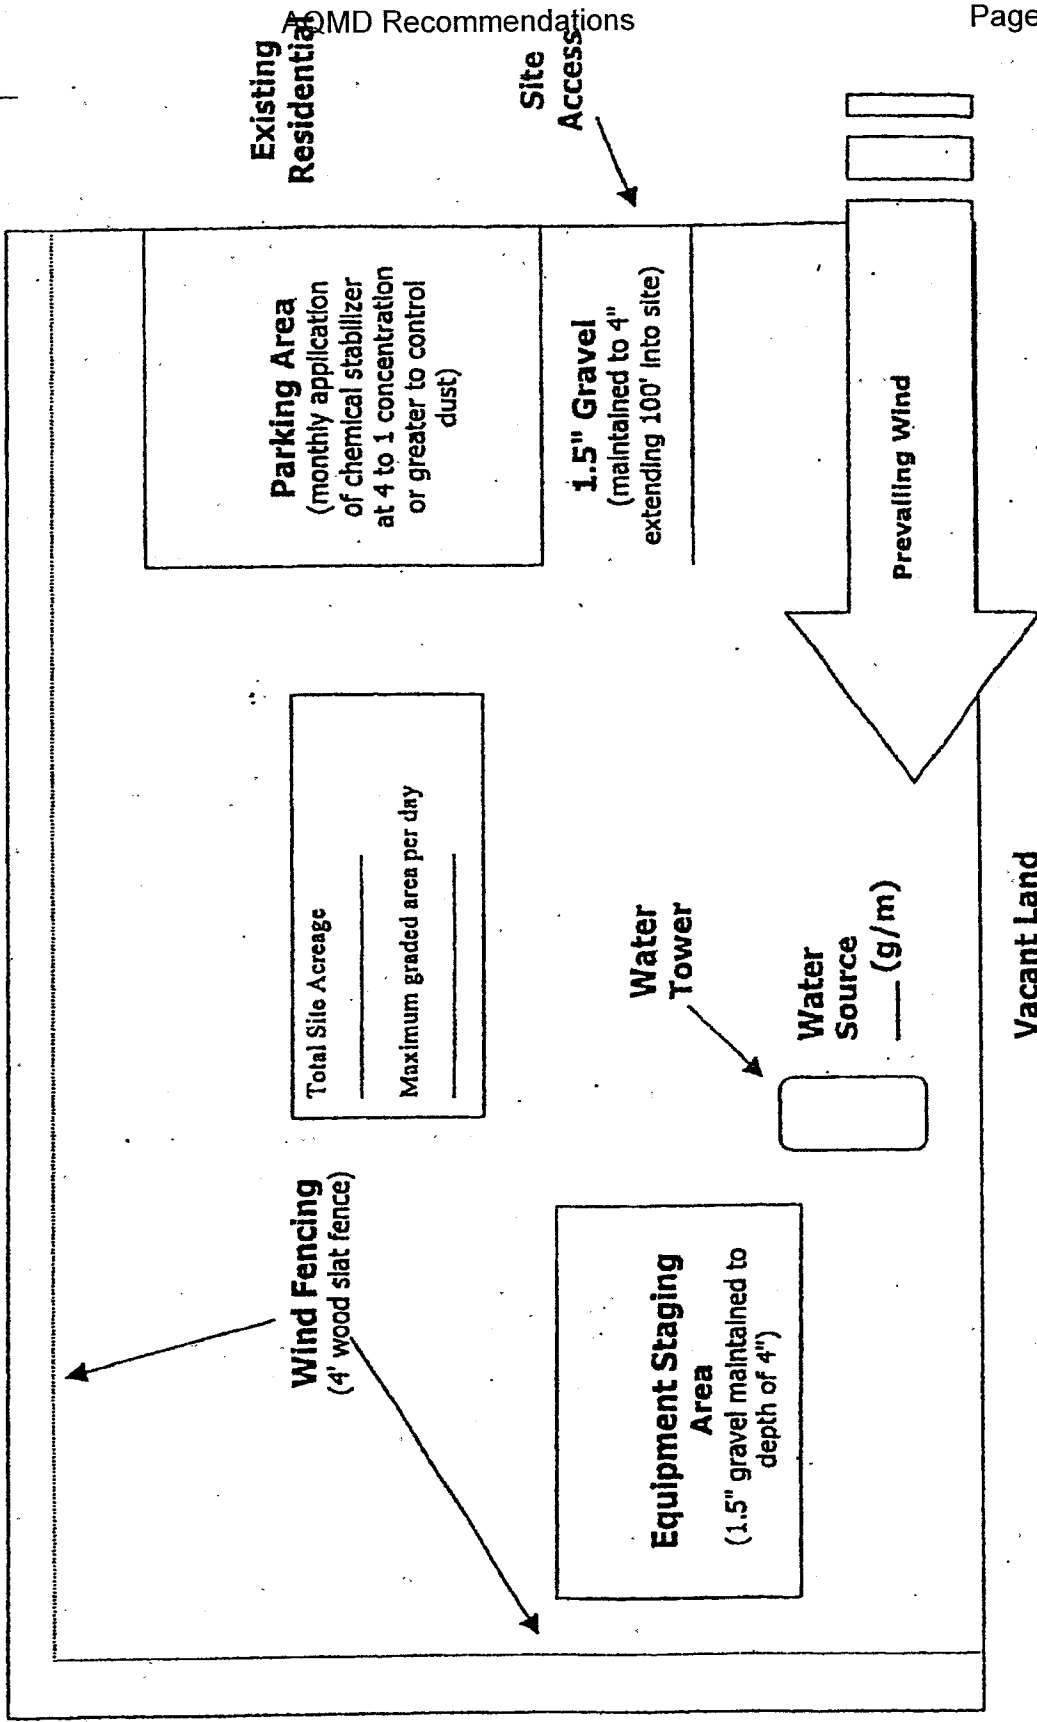 AQMD Recommendations
Page
Existing
Residential
Site
Access
Parking Area
(monthly application
of chemical stabilizer
at 4 to 1 concentration
or greater to control
dust)
1.5" Gravel
(maintained to 4"
extending 100' into site)
Prevailing Wind
Total Site Acreage
Maximum graded area per day
Water
Tower
Water
Source
(g/m)
Vacant Land
Wind Fencing
(4' wood slat fence)
Equipment Staging
Area
(1.5" gravel maintained to
depth of 4")